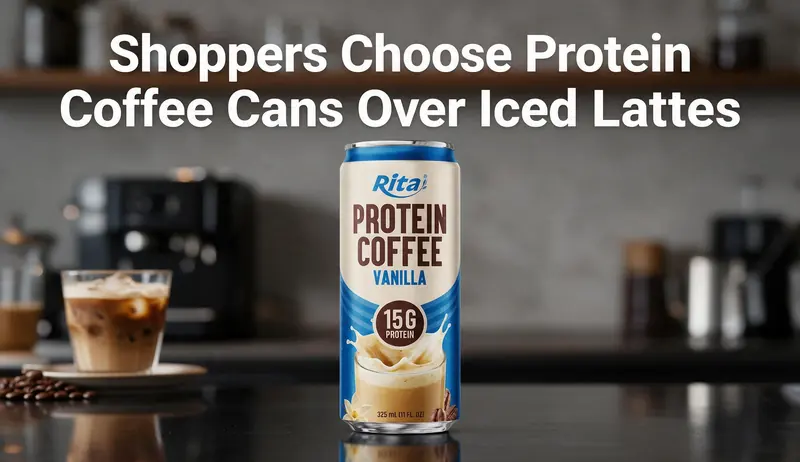 Shoppers Choose Protein
Coffee Cans Over Iced Lattes
Rita
PROTEIN
COFFEE
VANILLA
15G
PROTEIN
325 mL (11 FL. OZ)